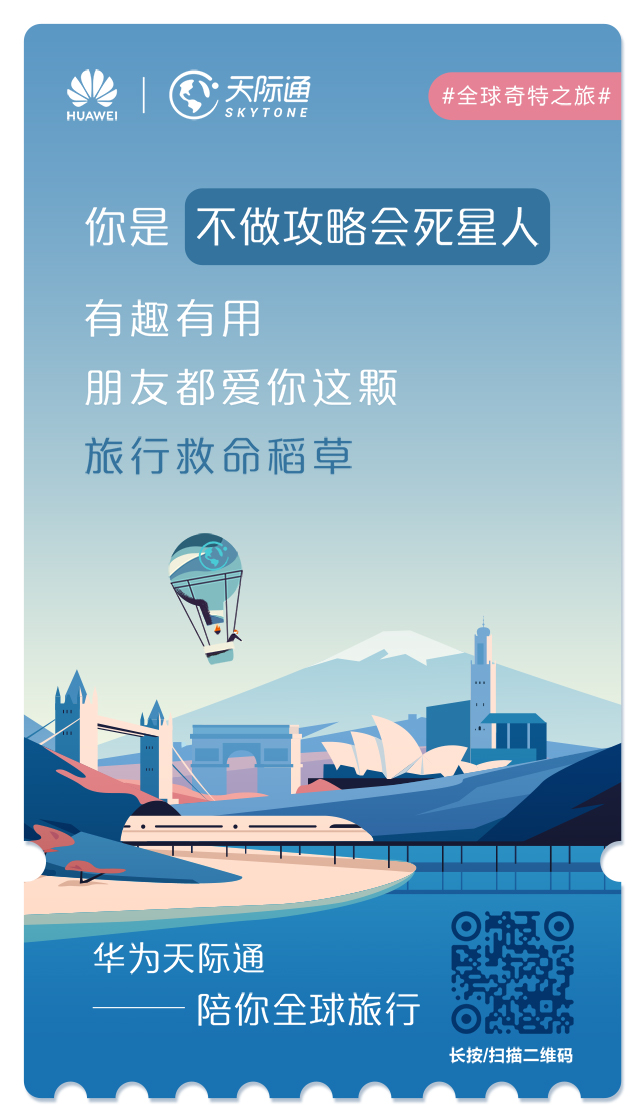 HUAWEI
天际通
SKYTONE
#全球奇特之旅#
你是 不做攻略会死星人
有趣有用
朋友都爱你这颗
旅行救命稻草
华为天际通
——陪你全球旅行
长按/扫描二维码